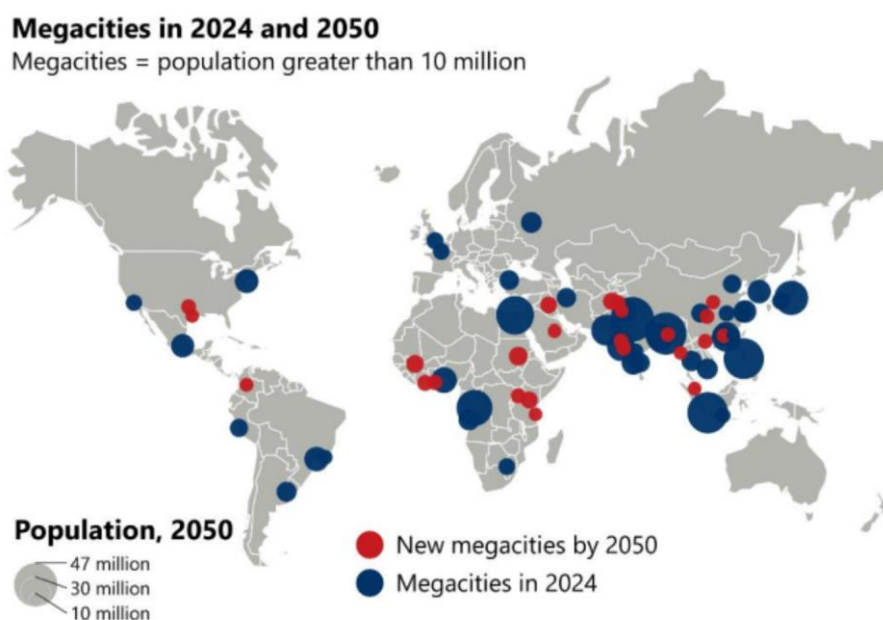 Megacities in 2024 and 2050
Megacities = population greater than 10 million
Population, 2050
47 million
30 million
10 million
New megacities by 2050
Megacities in 2024